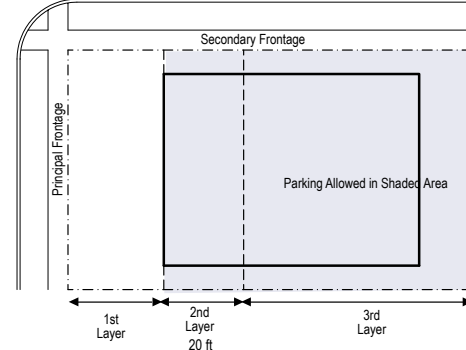 Secondary Frontage
Principal Frontage
Parking Allowed in Shaded Area
1st
Layer
2nd
Layer
20 ft
3rd
Layer